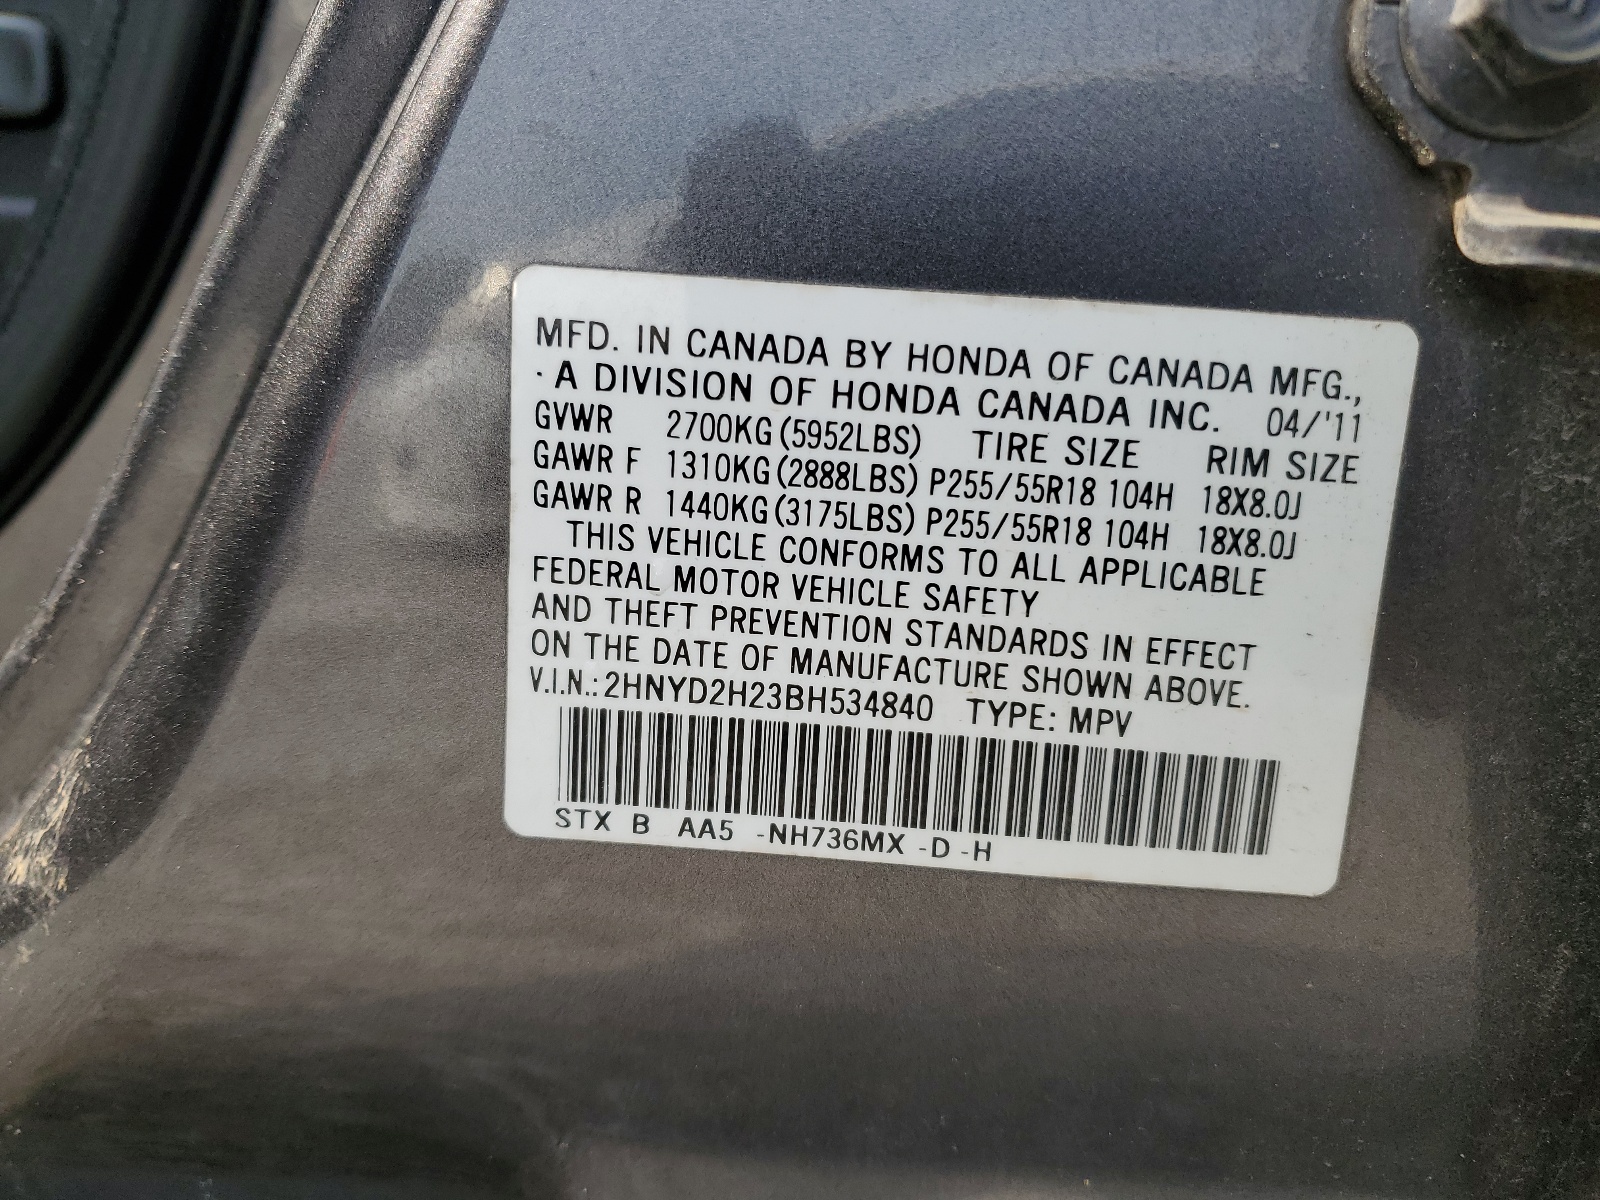 MFD. IN CANADA BY HONDA OF CANADA MFG.,
· A DIVISION OF HONDA CANADA INC. 04/'11
GVWR 2700KG (5952LBS) TIRE SIZE RIM SIZE
GAWR F 1310KG (2888LBS) P255/55R18 104H 18X8.0J
GAWR R 1440KG (3175LBS) P255/55R18 104H 18X8.0J
THIS VEHICLE CONFORMS TO ALL APPLICABLE
FEDERAL MOTOR VEHICLE SAFETY
AND THEFT PREVENTION STANDARDS IN EFFECT
ON THE DATE OF MANUFACTURE SHOWN ABOVE.
V.I.N.: 2HNYD2H23BH534840 TYPE: MPV
STX B AA5 -NH736MX -D -H